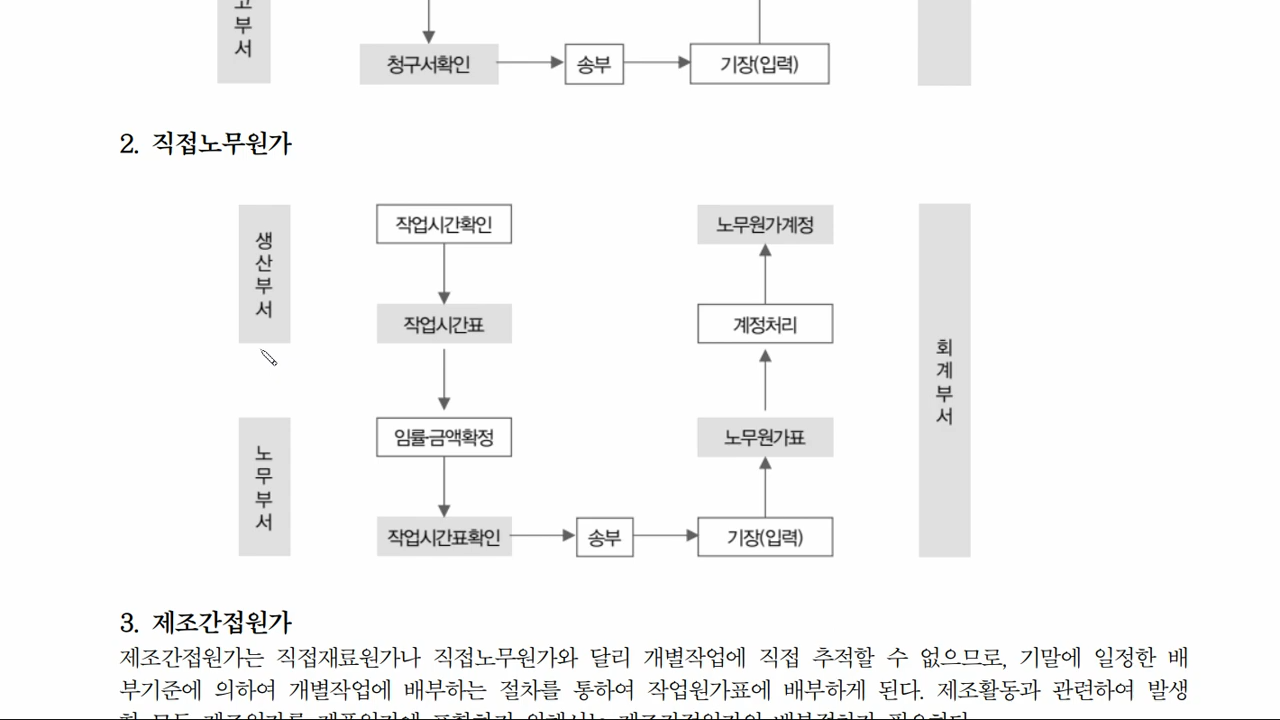 고부서
청구서확인 송부 기장(입력)
2. 직접노무원가
생산부서
작업시간확인 노무원가계정
작업시간표 계정처리
회계부서
노무부서
임률·금액확정 노무원가표
작업시간표확인 송부 기장(입력)
3. 제조간접원가
제조간접원가는 직접재료원가나 직접노무원가와 달리 개별작업에 직접 추적할 수 없으므로, 기말에 일정한 배
부기준에 의하여 개별작업에 배부하는 절차를 통하여 작업원가표에 배부하게 된다. 제조활동과 관련하여 발생